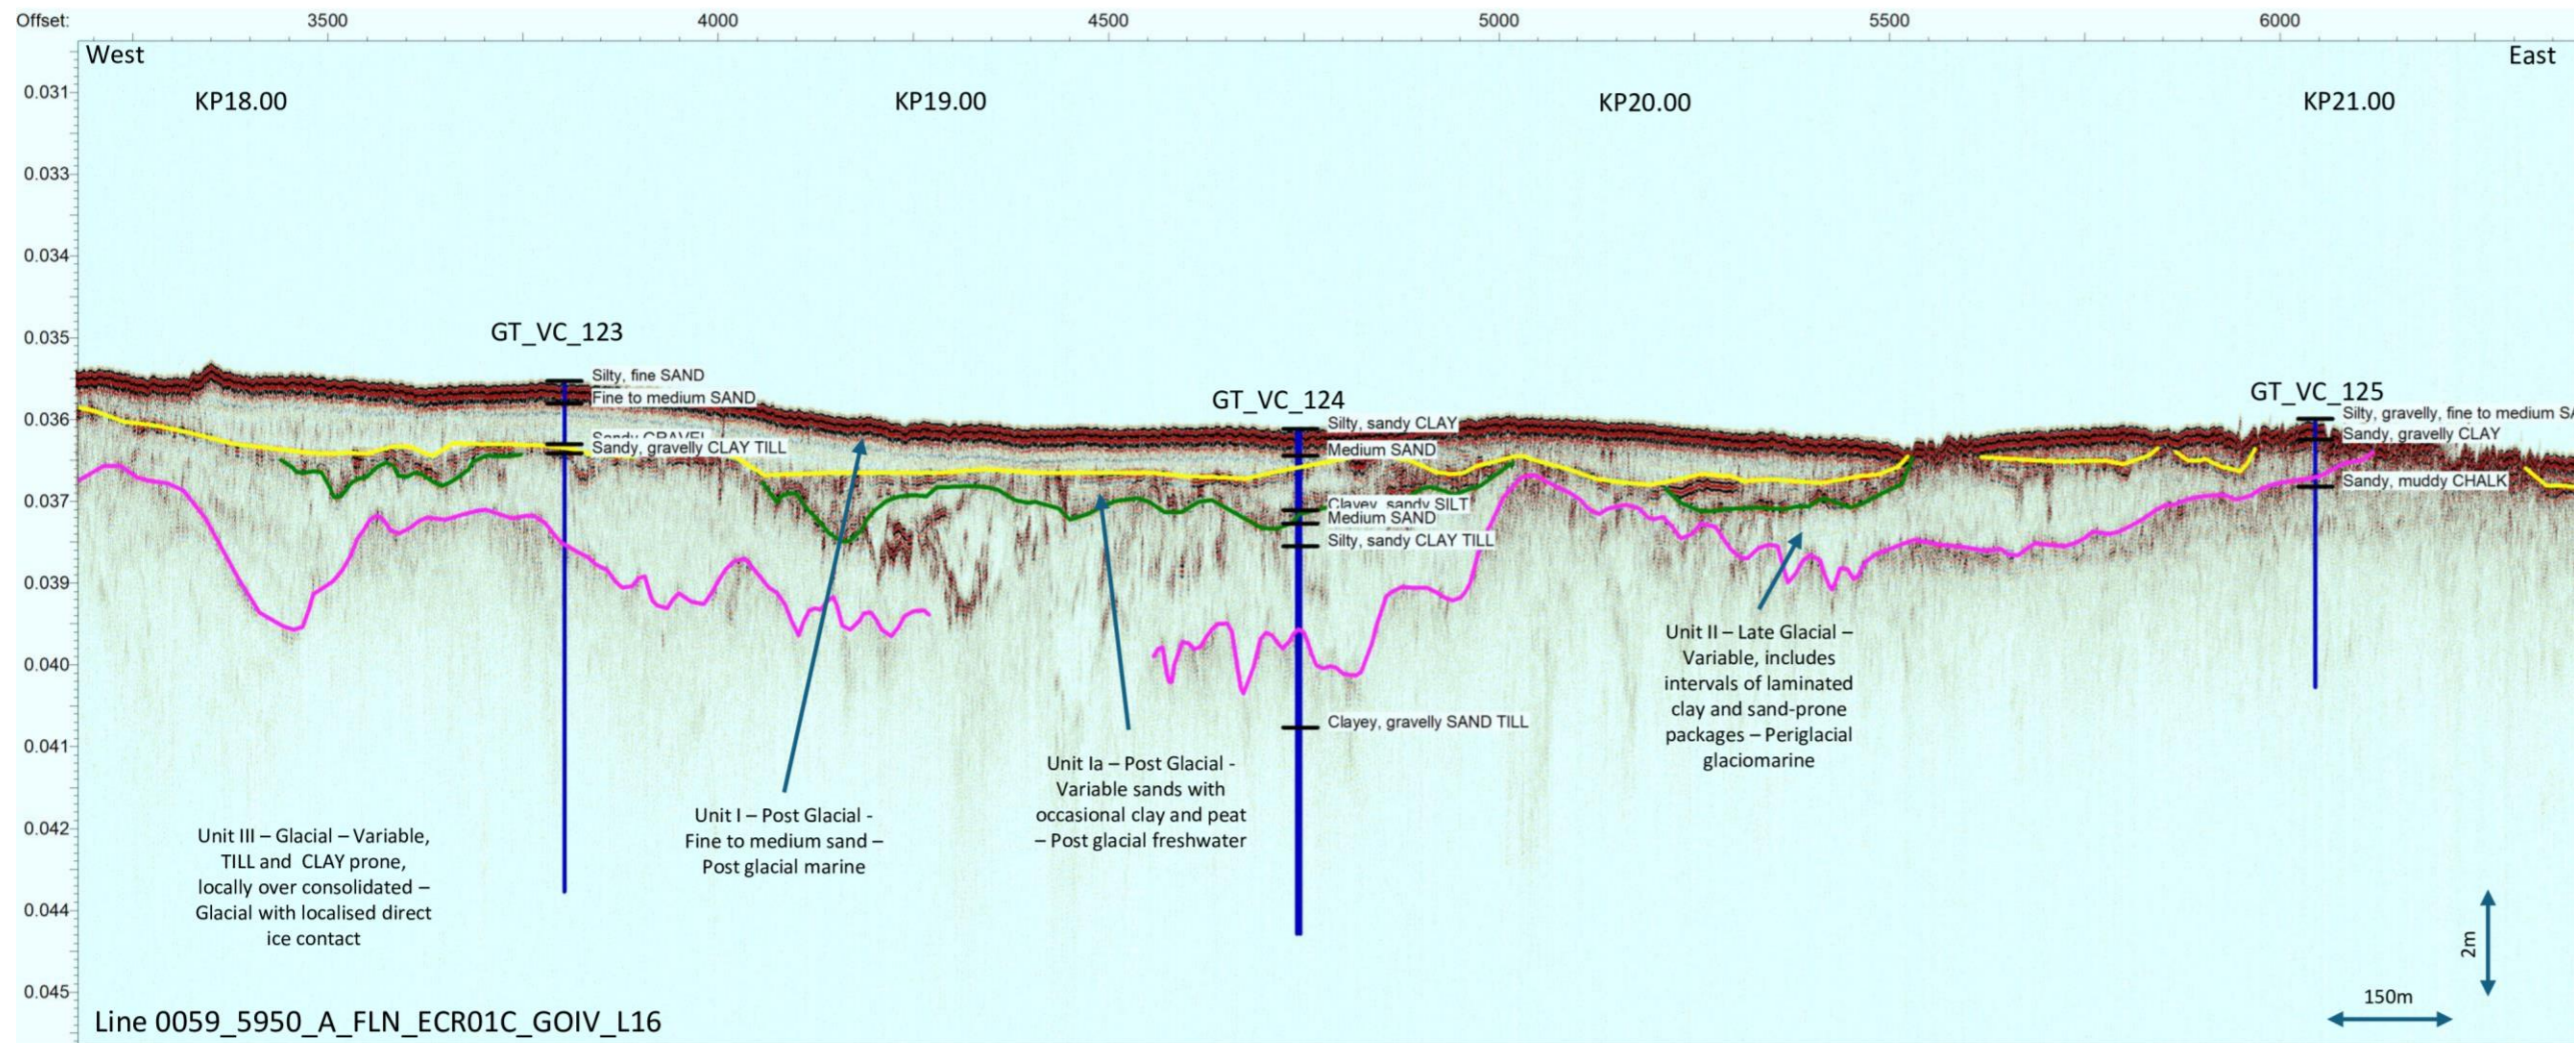 Offset: 3500 4000 4500 5000 5500 6000
West
East
0.031
KP18.00
KP19.00
KP20.00
KP21.00
0.033
0.034
0.035
0.036
0.037
0.039
0.040
0.041
0.042
0.044
0.045
GT_VC_123
Silty, fine SAND
Fine to medium SAND
Sandy GRAVEL
Sandy, gravelly CLAY TILL
GT_VC_124
Silty, sandy CLAY
Medium SAND
Clayey, sandy SILT
Medium SAND
Silty, sandy CLAY TILL
Clayey, gravelly SAND TILL
GT_VC_125
Silty, gravelly, fine to medium SA
Sandy, gravelly CLAY
Sandy, muddy CHALK
Unit III – Glacial – Variable,
TILL and CLAY prone,
locally over consolidated –
Glacial with localised direct
ice contact
Unit I – Post Glacial -
Fine to medium sand –
Post glacial marine
Unit Ia – Post Glacial -
Variable sands with
occasional clay and peat
– Post glacial freshwater
Unit II – Late Glacial –
Variable, includes
intervals of laminated
clay and sand-prone
packages – Periglacial
glaciomarine
2m
150m
Line 0059_5950_A_FLN_ECR01C_GOIV_L16